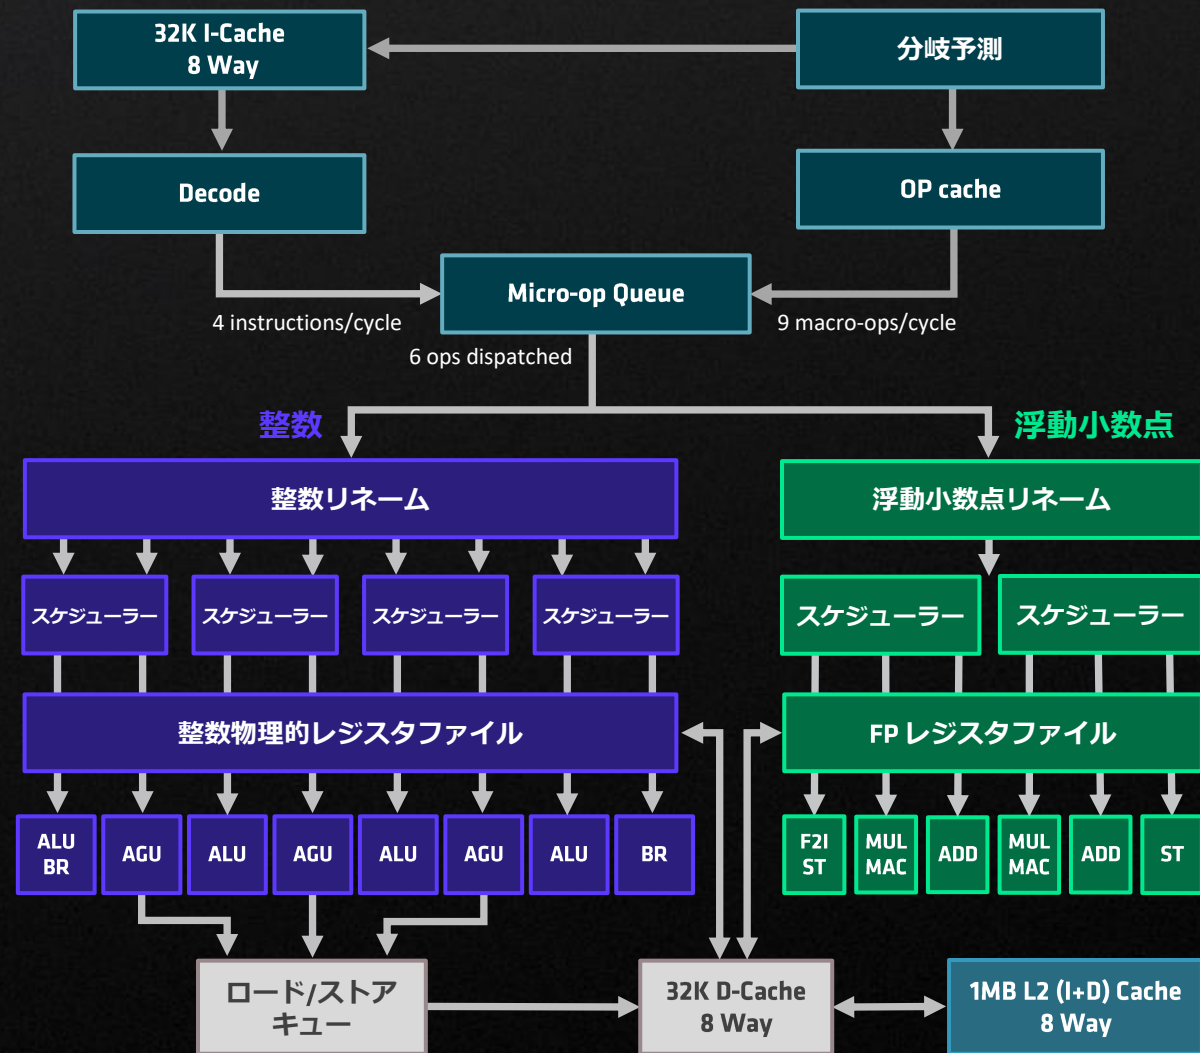 32K I-Cache
8 Way
分岐予測
Decode
OP cache
Micro-op Queue
4 instructions/cycle
9 macro-ops/cycle
6 ops dispatched
整数
浮動小数点
整数リネーム
浮動小数点リネーム
スケジューラー
スケジューラー
スケジューラー
スケジューラー
スケジューラー
スケジューラー
整数物理的レジスタファイル
FP レジスタファイル
ALU
BR
AGU
ALU
AGU
ALU
AGU
ALU
BR
F2I
ST
MUL
MAC
ADD
MUL
MAC
ADD
ST
ロード/ストア
キュー
32K D-Cache
8 Way
1MB L2 (I+D) Cache
8 Way